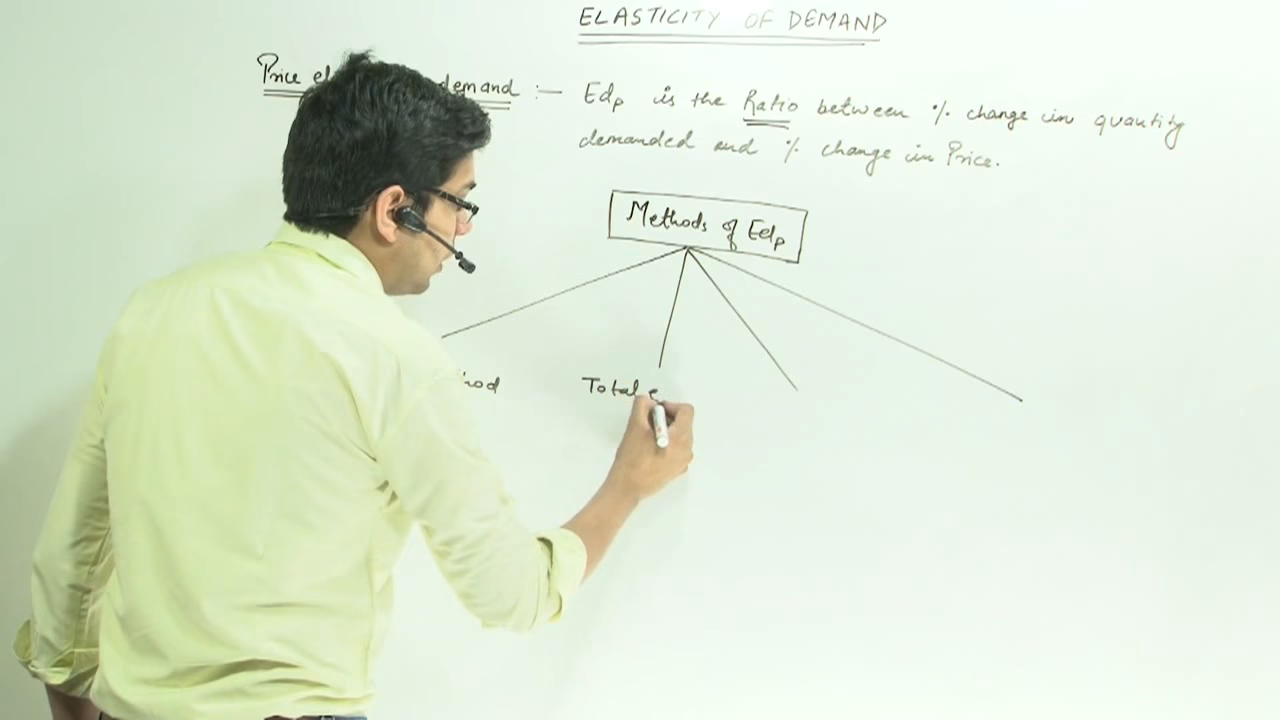 ELASTICITY OF DEMAND
Price el demand :- Edp is the Ratio between % change in quantity
demanded and % change in Price.
Methods of Edp
hod Total e